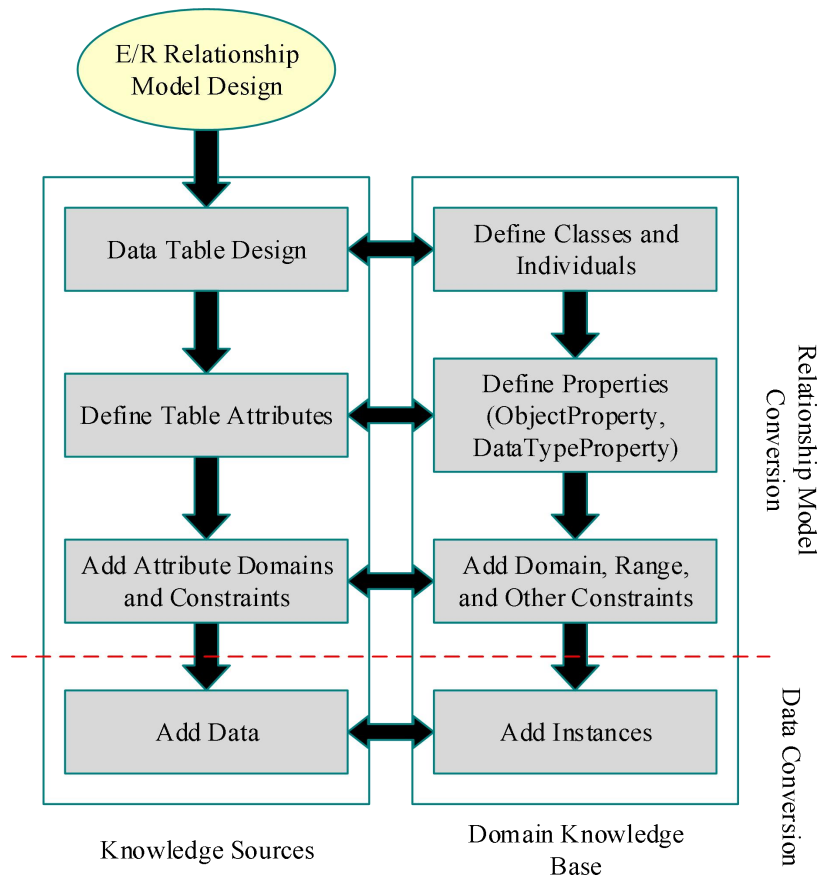 E/R Relationship
Model Design
Data Table Design
Define Classes and
Individuals
Define Table Attributes
Define Properties
(ObjectProperty,
DataTypeProperty)
Add Attribute Domains
and Constraints
Add Domain, Range,
and Other Constraints
Relationship Model
Conversion
Add Data
Add Instances
Data Conversion
Knowledge Sources
Domain Knowledge
Base